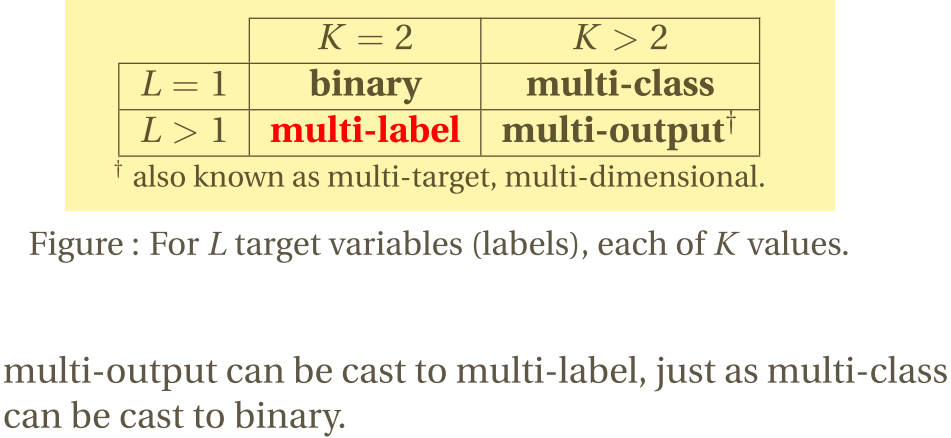 K = 2 K > 2
L = 1 binary multi-class
L > 1 multi-label multi-output†
† also known as multi-target, multi-dimensional.
Figure : For L target variables (labels), each of K values.
multi-output can be cast to multi-label, just as multi-class
can be cast to binary.